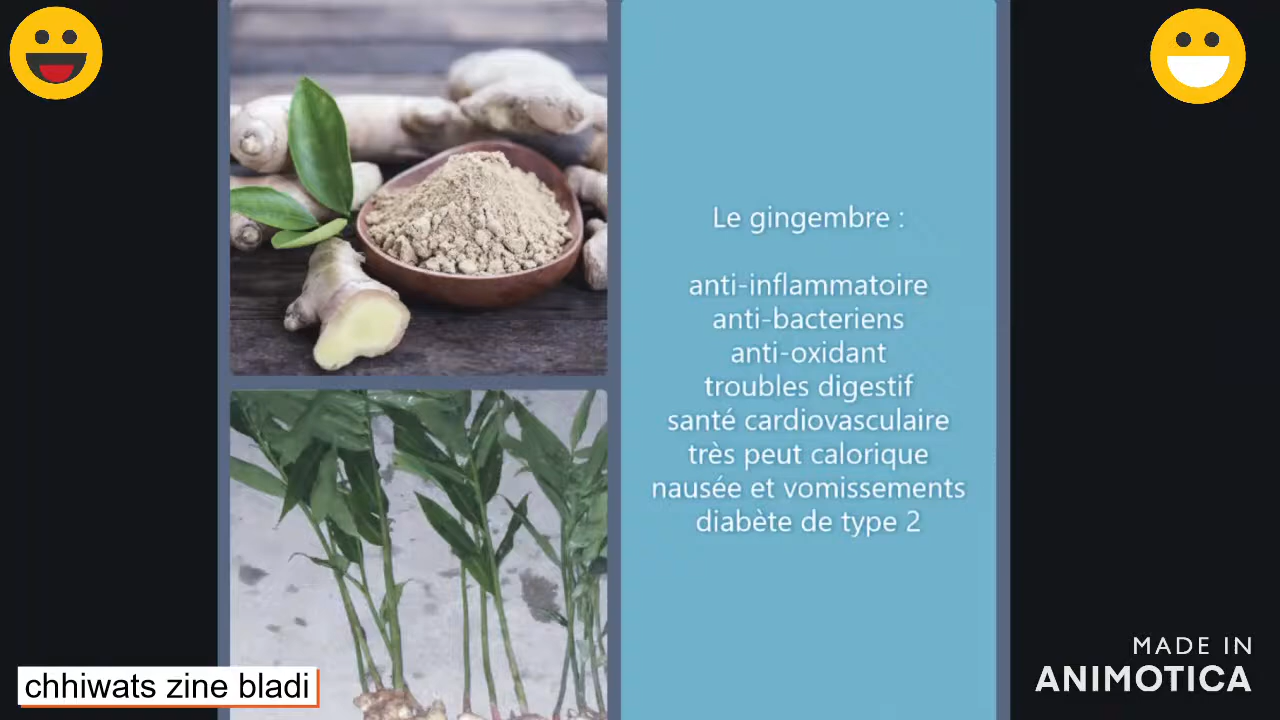 Le gingembre :
anti-inflammatoire
anti-bacteriens
anti-oxidant
troubles digestif
santé cardiovasculaire
très peut calorique
nausée et vomissements
diabète de type 2
chhiwats zine bladi
MADE IN
ANIMOTICA